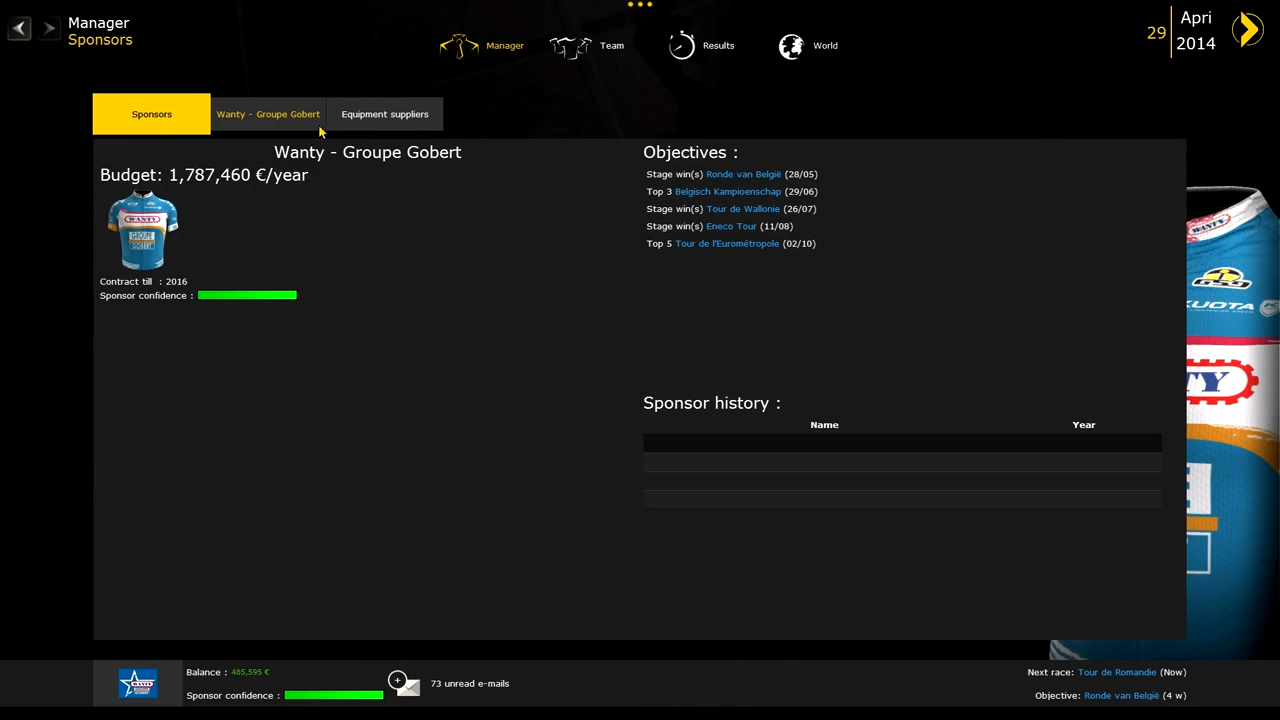 Manager
Sponsors
Manager
Team
Results
World
29
Apri
2014
Sponsors
Wanty - Groupe Gobert
Equipment suppliers
Wanty - Groupe Gobert
Budget: 1,787,460 €/year
WANTY
GROUPE
GOBERT
Contract till : 2016
Sponsor confidence :
Objectives :
Stage win(s) Ronde van België (28/05)
Top 3 Belgisch Kampioenschap (29/06)
Stage win(s) Tour de Wallonie (26/07)
Stage win(s) Eneco Tour (11/08)
Top 5 Tour de l'Eurométropole (02/10)
Sponsor history :
Name Year
KUOTA
Balance : 485,595 €
Sponsor confidence :
73 unread e-mails
Next race: Tour de Romandie (Now)
Objective: Ronde van België (4 w)